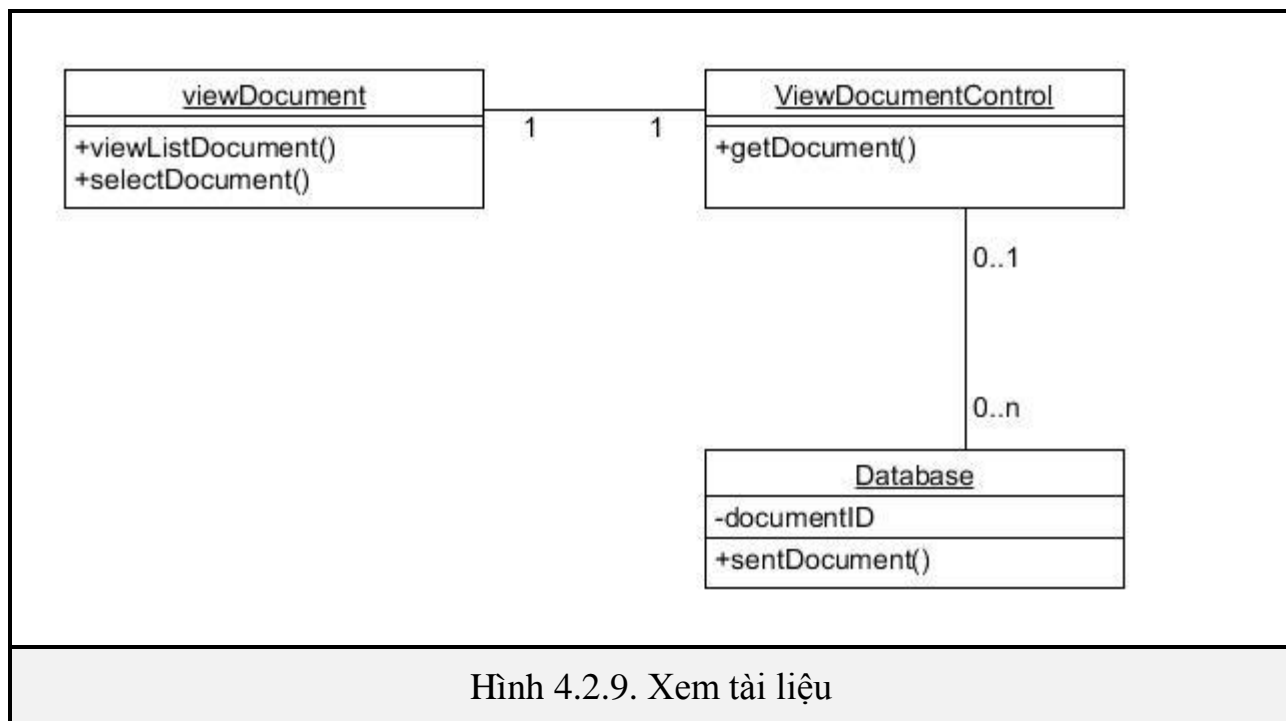 viewDocument
+viewListDocument()
+selectDocument()
1
1
ViewDocumentControl
+getDocument()
0..1
0..n
Database
-documentID
+sentDocument()
Hình 4.2.9. Xem tài liệu